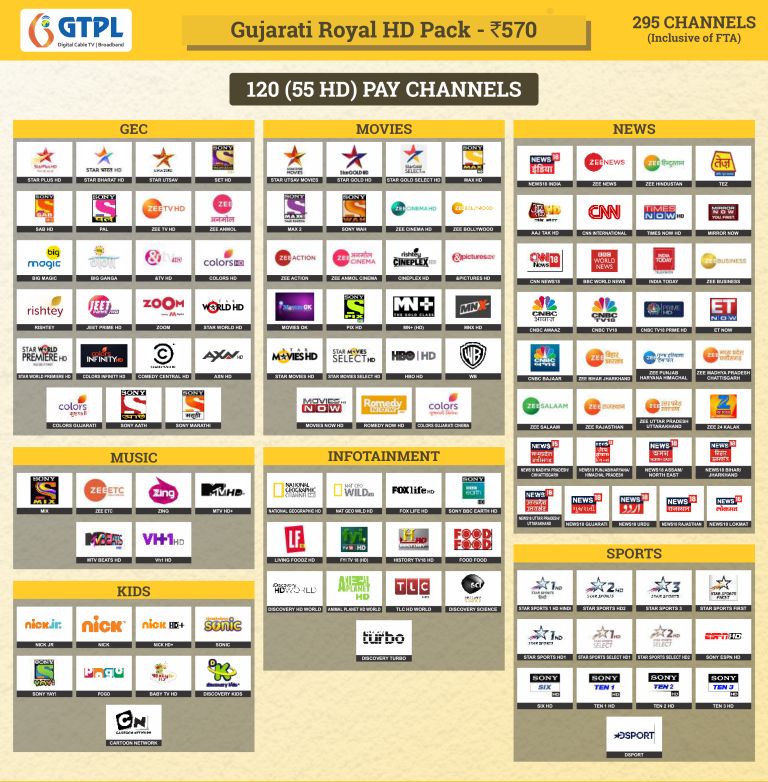 GTPL
Digital Cable TV | Broadband
Gujarati Royal HD Pack - ₹570
295 CHANNELS
(Inclusive of FTA)
120 (55 HD) PAY CHANNELS
GEC
STAR PLUS HD STAR BHARAT HD STAR UTSAV SET HD
SAB HD PAL ZEE TV HD ZEE ANMOL
BIG MAGIC BIG GANGA &TV HD COLORS HD
RISHTEY JEET PRIME HD ZOOM STAR WORLD HD
STAR WORLD PREMIERE HD COLORS INFINITY HD COMEDY CENTRAL HD AXN HD
COLORS GUJARATI SONY AATH SONY MARATHI
MUSIC
MIX ZEE ETC ZING MTV HD+
MTV BEATS HD Vh1 HD
KIDS
NICK JR NICK NICK HD+ SONIC
SONY YAY! POGO BABY TV HD DISCOVERY KIDS
CARTOON NETWORK
MOVIES
STAR UTSAV MOVIES STAR GOLD HD STAR GOLD SELECT HD MAX HD
MAX 2 SONY WAH ZEE CINEMA HD ZEE BOLLYWOOD
ZEE ACTION ZEE ANMOL CINEMA CINEPLEX HD &PICTURES HD
MOVIES OK PIX HD MN+ (HD) MNX HD
STAR MOVIES HD STAR MOVIES SELECT HD HBO HD WB
MOVIES NOW HD ROMEDY NOW HD COLORS GUJARATI CINEMA
INFOTAINMENT
NATIONAL GEOGRAPHIC HD NAT GEO WILD HD FOX LIFE HD SONY BBC EARTH HD
LIVING FOODZ HD FYI TV 18 (HD) HISTORY TV18 HD FOOD FOOD
DISCOVERY HD WORLD ANIMAL PLANET HD WORLD TLC HD WORLD DISCOVERY SCIENCE
DISCOVERY TURBO
NEWS
NEWS18 INDIA ZEE NEWS ZEE HINDUSTAN TEZ
AAJ TAK HD CNN INTERNATIONAL TIMES NOW HD MIRROR NOW
CNN NEWS18 BBC WORLD NEWS INDIA TODAY ZEE BUSINESS
CNBC AWAAZ CNBC TV18 CNBC TV18 PRIME HD ET NOW
CNBC BAJAAR ZEE BIHAR JHARKHAND ZEE PUNJAB HARYANA HIMACHAL ZEE MADHYA PRADESH CHATTISGARH
ZEE SALAAM ZEE RAJASTHAN ZEE UTTAR PRADESH UTTARAKHAND ZEE 24 KALAK
NEWS18 MADHYA PRADESH/ CHHATTISGARH NEWS18 PUNJAB/HARYANA/ HIMACHAL PRADESH NEWS18 ASSAM/ NORTH EAST NEWS18 BIHAR/ JHARKHAND
NEWS18 UTTAR PRADESH/ UTTARAKHAND NEWS18 GUJARATI NEWS18 URDU NEWS18 RAJASTHAN NEWS18 LOKMAT
SPORTS
STAR SPORTS 1 HD HINDI STAR SPORTS HD2 STAR SPORTS 3 STAR SPORTS FIRST
STAR SPORTS HD1 STAR SPORTS SELECT HD1 STAR SPORTS SELECT HD2 SONY ESPN HD
SIX HD TEN 1 HD TEN 2 HD TEN 3 HD
DSPORT